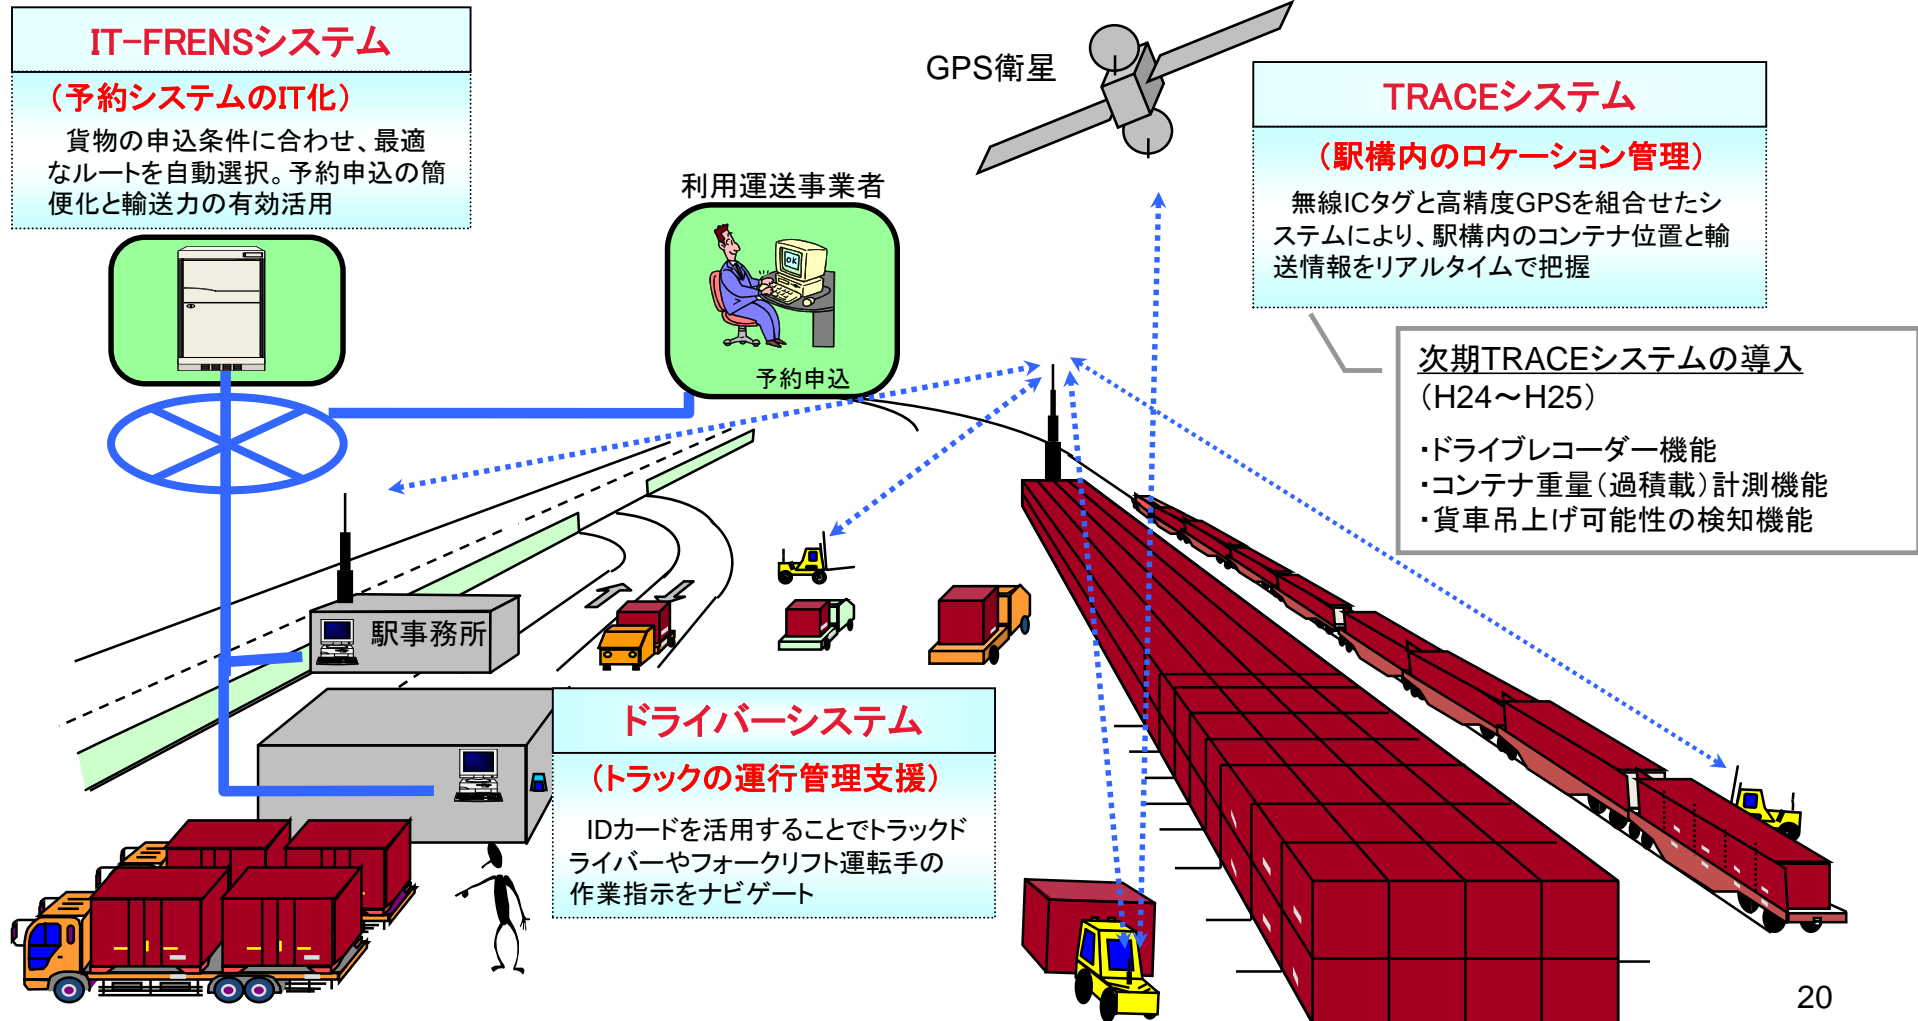 IT-FRENSシステム
（予約システムのIT化）
貨物の申込条件に合わせ、最適
なルートを自動選択。予約申込の簡
便化と輸送力の有効活用
GPS衛星
利用運送事業者
OK
予約申込
TRACEシステム
（駅構内のロケーション管理）
無線ICタグと高精度GPSを組合せたシ
ステムにより、駅構内のコンテナ位置と輸
送情報をリアルタイムで把握
次期TRACEシステムの導入
（H24～H25）
・ドライブレコーダー機能
・コンテナ重量（過積載）計測機能
・貨車吊上げ可能性の検知機能
駅事務所
ドライバーシステム
（トラックの運行管理支援）
IDカードを活用することでトラックド
ライバーやフォークリフト運転手の
作業指示をナビゲート
20